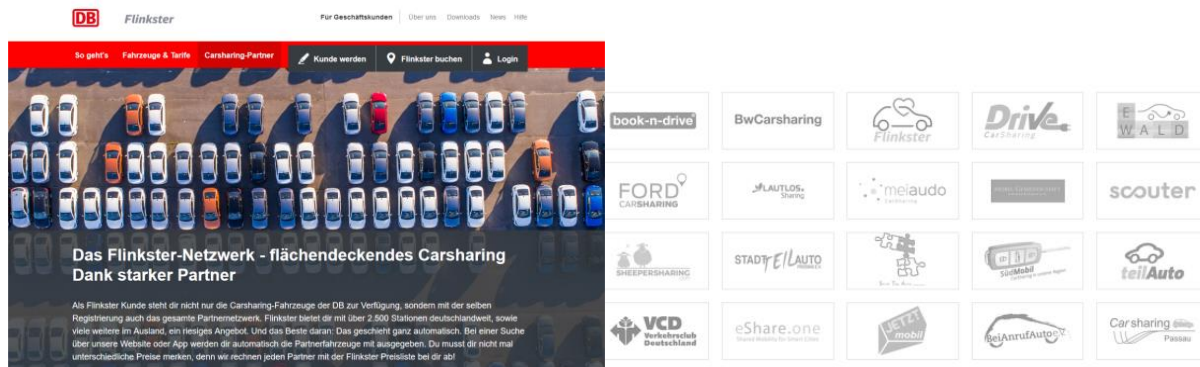 DB Flinkster
Für Geschäftskunden Über uns Downloads News Hilfe
So geht's Fahrzeuge & Tarife Carsharing-Partner Kunde werden Flinkster buchen Login
Das Flinkster-Netzwerk - flächendeckendes Carsharing
Dank starker Partner
Als Flinkster Kunde steht dir nicht nur die Carsharing-Fahrzeuge der DB zur Verfügung, sondern mit der selben
Registrierung auch das gesamte Partnernetzwerk. Flinkster bietet dir mit über 2.500 Stationen deutschlandweit, sowie
viele weitere im Ausland, ein riesiges Angebot. Und das Beste daran: Das geschieht ganz automatisch. Bei einer Suche
über unsere Website oder App werden dir automatisch die Partnerfahrzeuge mit ausgegeben. Du musst dir nicht mal
unterschiedliche Preise merken, denn wir rechnen jeden Partner mit der Flinkster Preisliste bei dir ab!
book-n-drive
BwCarsharing
Flinkster
Drive
CarSharing
E
WALD
FORD
CARSHARING
LAUTLOS
Sharing
meiaudo
CarSharing
scouter
SHEEPERSHARING
STADTTEILAUTO
SüdMobil
teilAuto
VCD
Verkehrsclub
Deutschland
eShare.one
Shared Mobility for Smart Cities
JETZT
mobil
BeiAnrufAuto e.V.
Carsharing
Passau